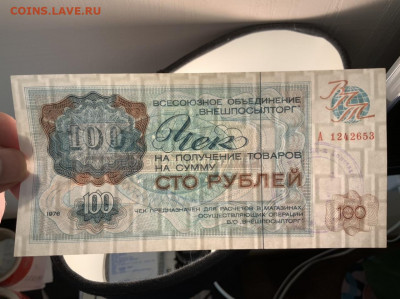 COINS.LAVE.RU
ВСЕСОЮЗНОЕ ОБЪЕДИНЕНИЕ
"ВНЕШПОСЫЛТОРГ"
ВПТ
100
Чек
А 1242653
НА ПОЛУЧЕНИЕ ТОВАРОВ
НА СУММУ
СТО РУБЛЕЙ
1976
100
ЧЕК ПРЕДНАЗНАЧЕН ДЛЯ РАСЧЕТОВ В МАГАЗИНАХ,
ОСУЩЕСТВЛЯЮЩИХ ОПЕРАЦИИ
В/О ВНЕШПОСЫЛТОРГ
100